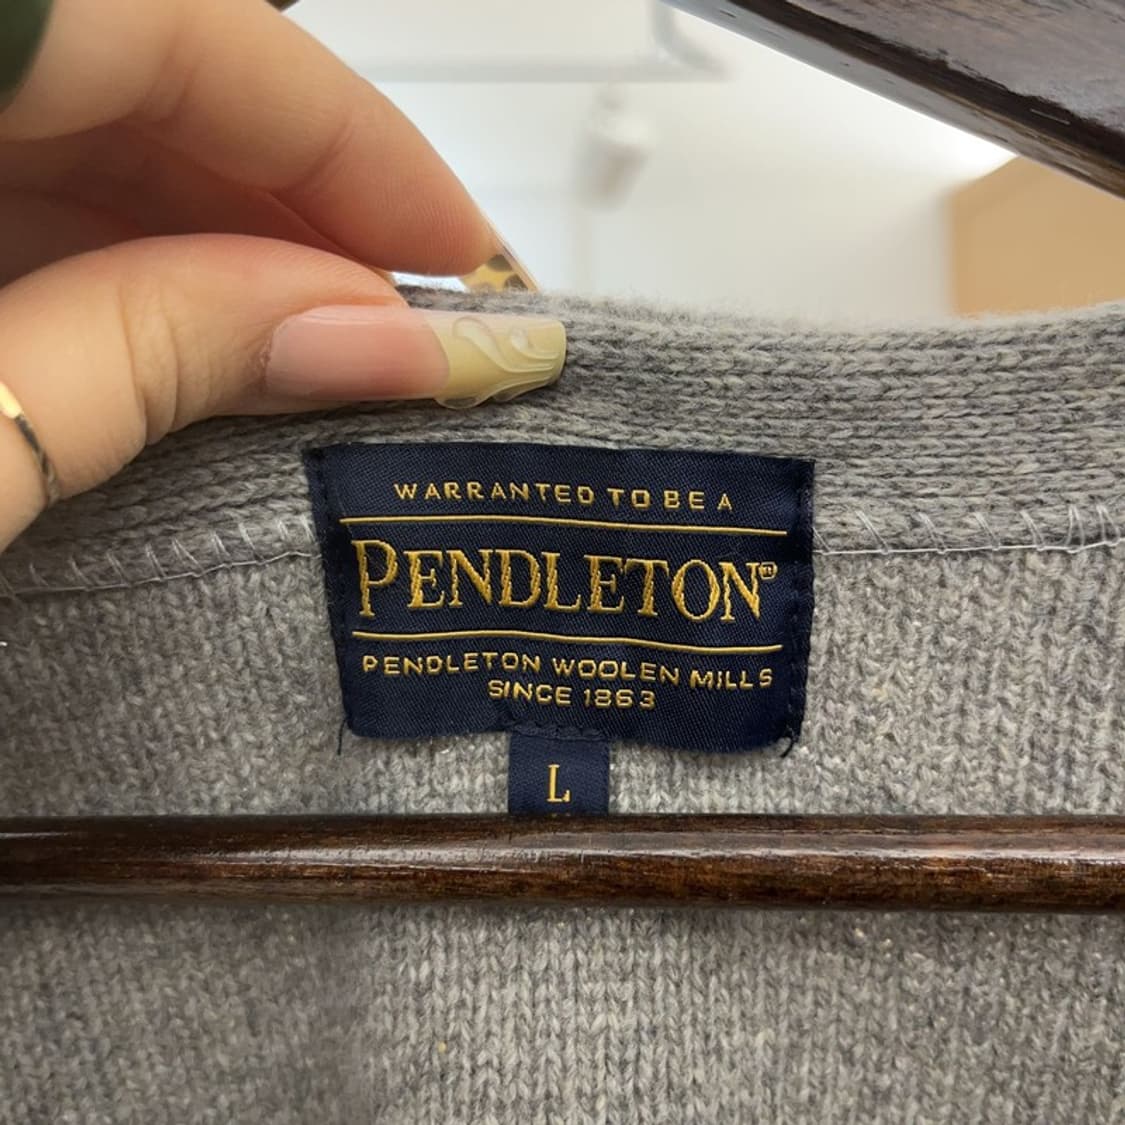 WARRANTED TO BE A
PENDLETON®
PENDLETON WOOLEN MILLS
SINCE 1863
L